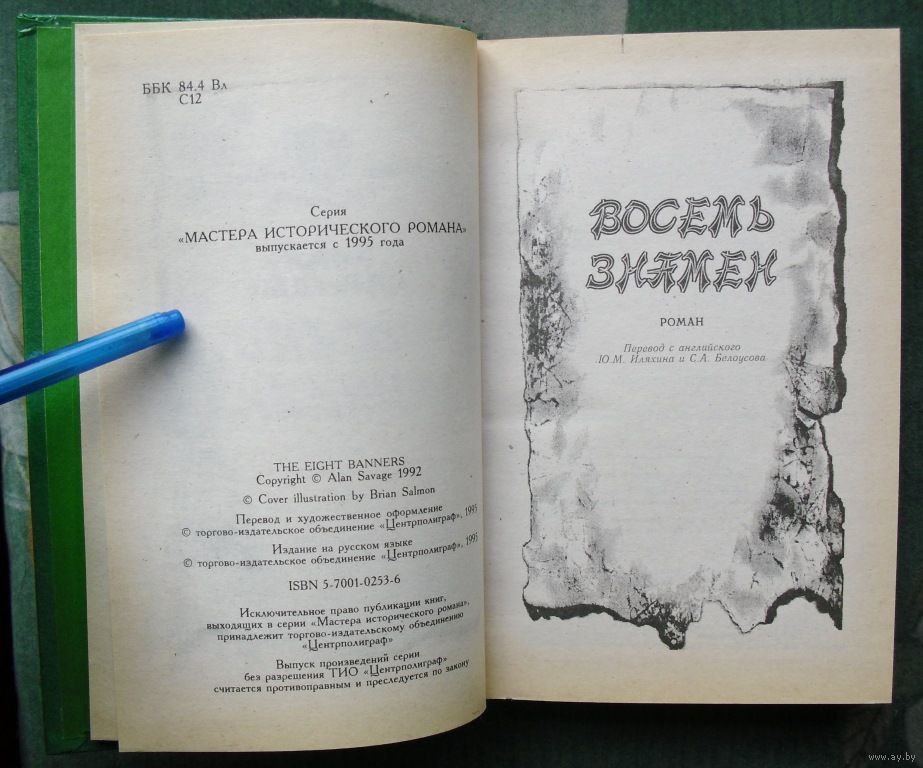 ББК 84.4 Вл
С12
Серия
«МАСТЕРА ИСТОРИЧЕСКОГО РОМАНА»
выпускается с 1995 года
THE EIGHT BANNERS
Copyright © Alan Savage 1992
© Cover illustration by Brian Salmon
Перевод и художественное оформление
© торгово-издательское объединение «Центрполиграф», 1995
Издание на русском языке
© торгово-издательское объединение «Центрполиграф», 1995
ISBN 5-7001-0253-6
Исключительное право публикации книг,
выходящих в серии «Мастера исторического романа»,
принадлежит торгово-издательскому объединению
«Центрполиграф»
Выпуск произведений серии
без разрешения ТИО «Центрполиграф»
считается противоправным и преследуется по закону
ВОСЕМЬ
ЗНАМЕН
РОМАН
Перевод с английского
Ю.М. Иляхина и С.А. Белоусова
www.ay.by